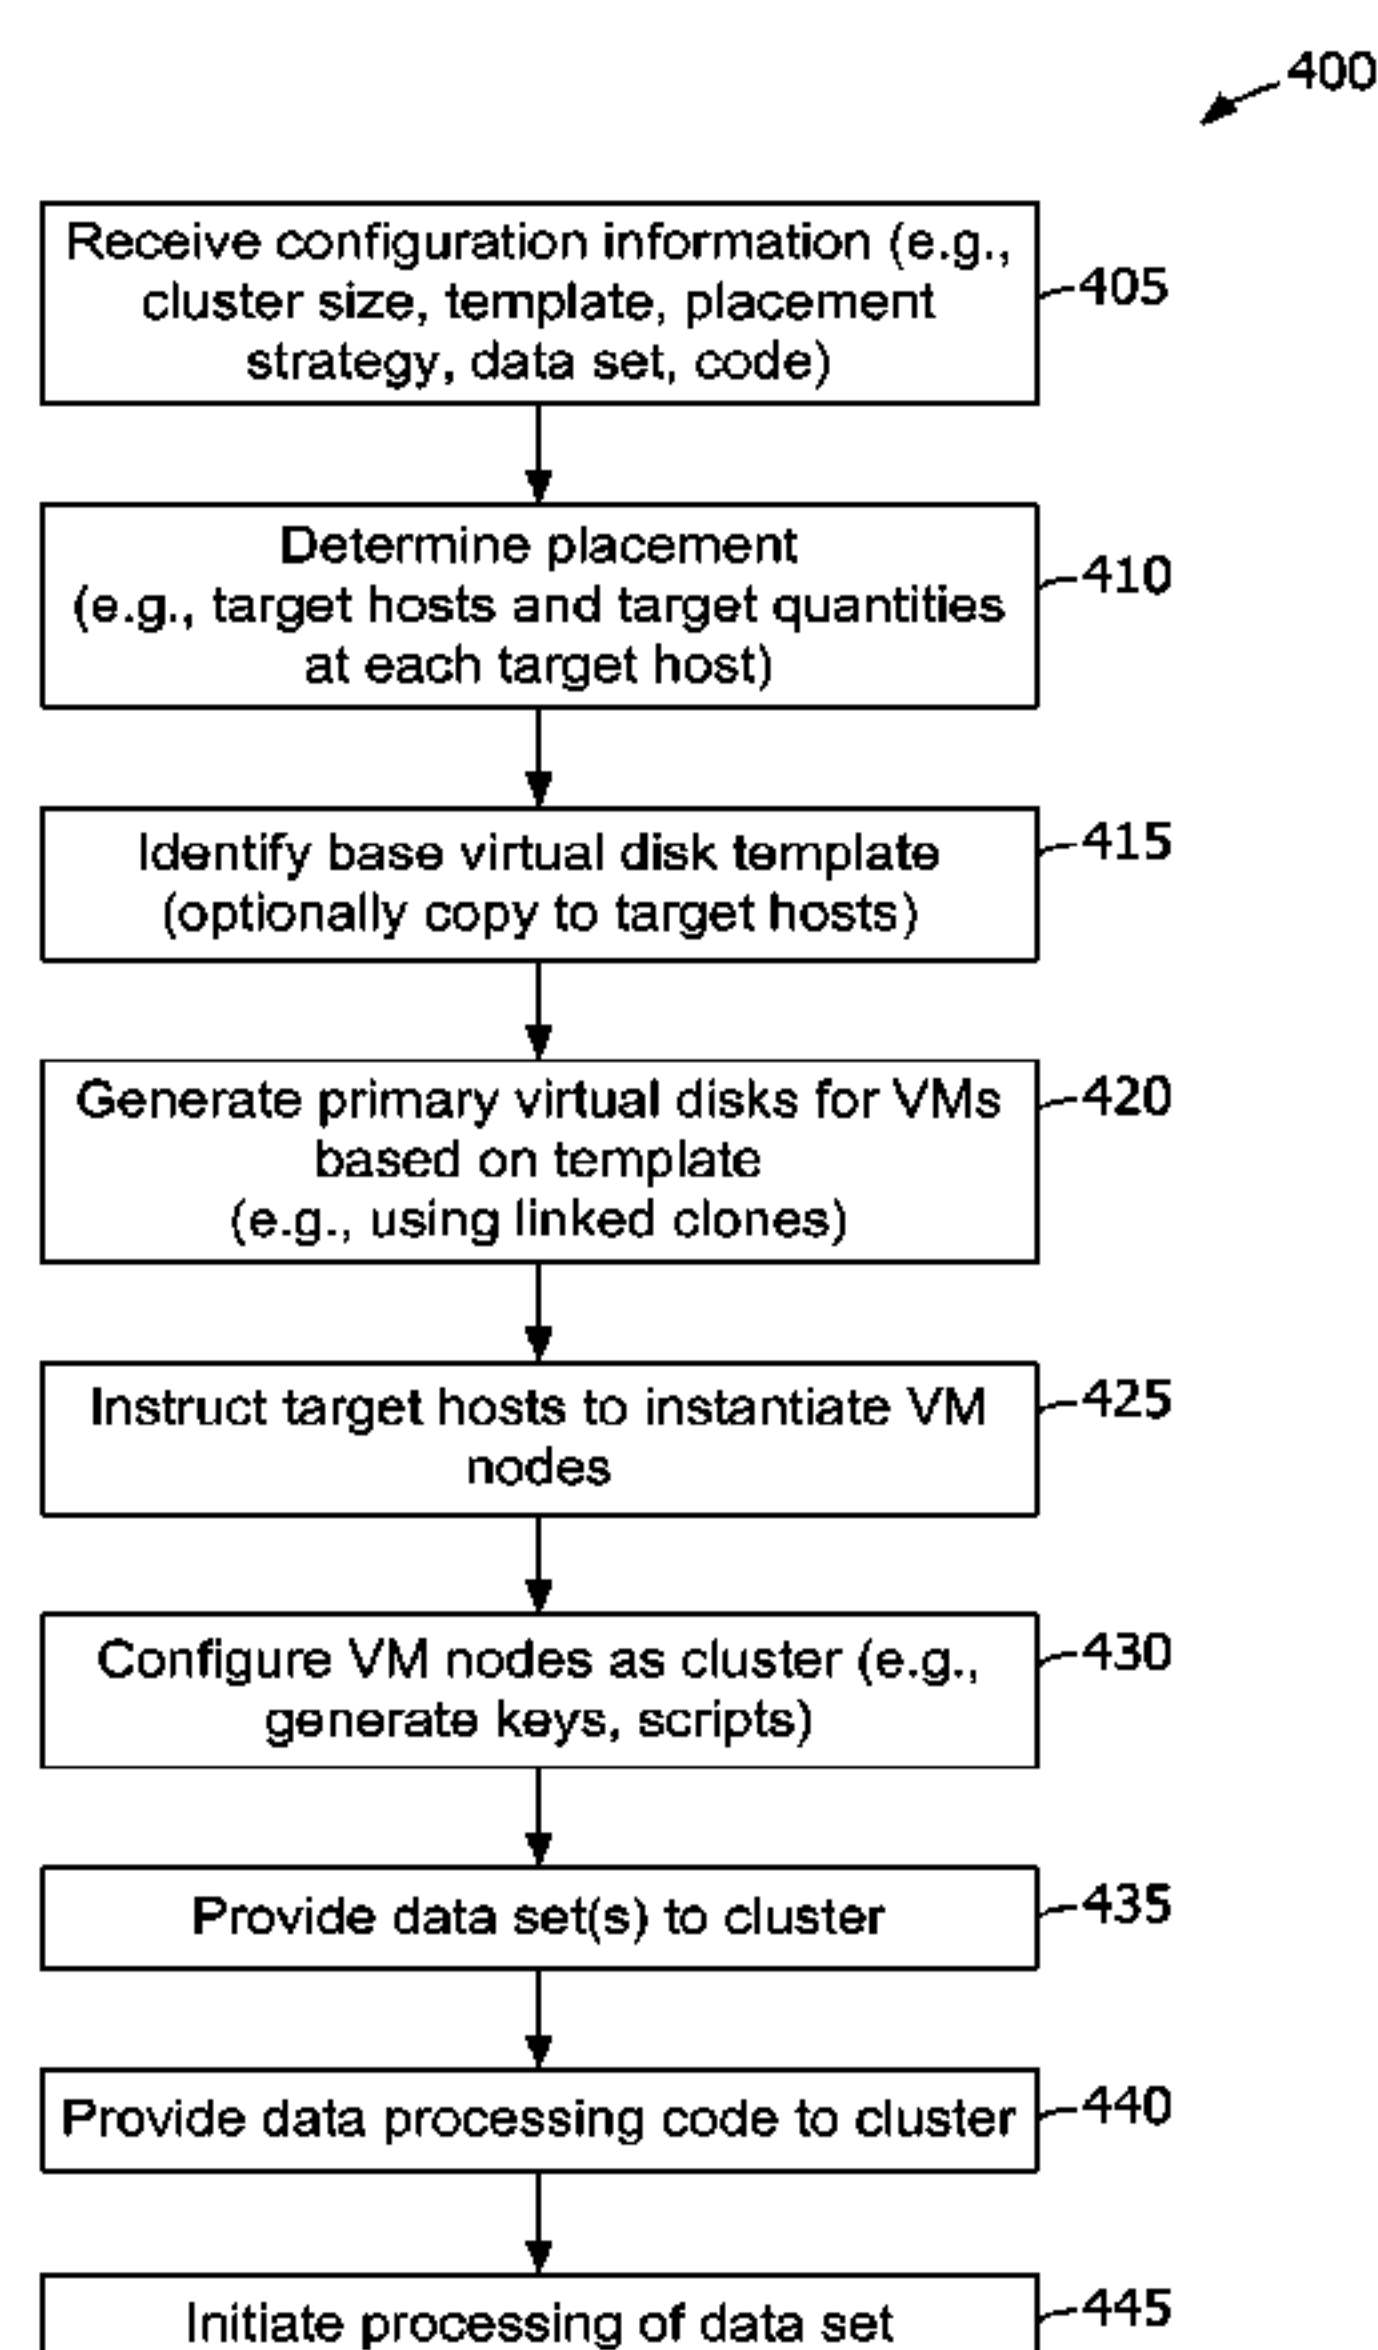 400
Receive configuration information (e.g.,
cluster size, template, placement
strategy, data set, code)
405
Determine placement
(e.g., target hosts and target quantities
at each target host)
410
Identify base virtual disk template
(optionally copy to target hosts)
415
Generate primary virtual disks for VMs
based on template
(e.g., using linked clones)
420
Instruct target hosts to instantiate VM
nodes
425
Configure VM nodes as cluster (e.g.,
generate keys, scripts)
430
Provide data set(s) to cluster
435
Provide data processing code to cluster
440
Initiate processing of data set
445